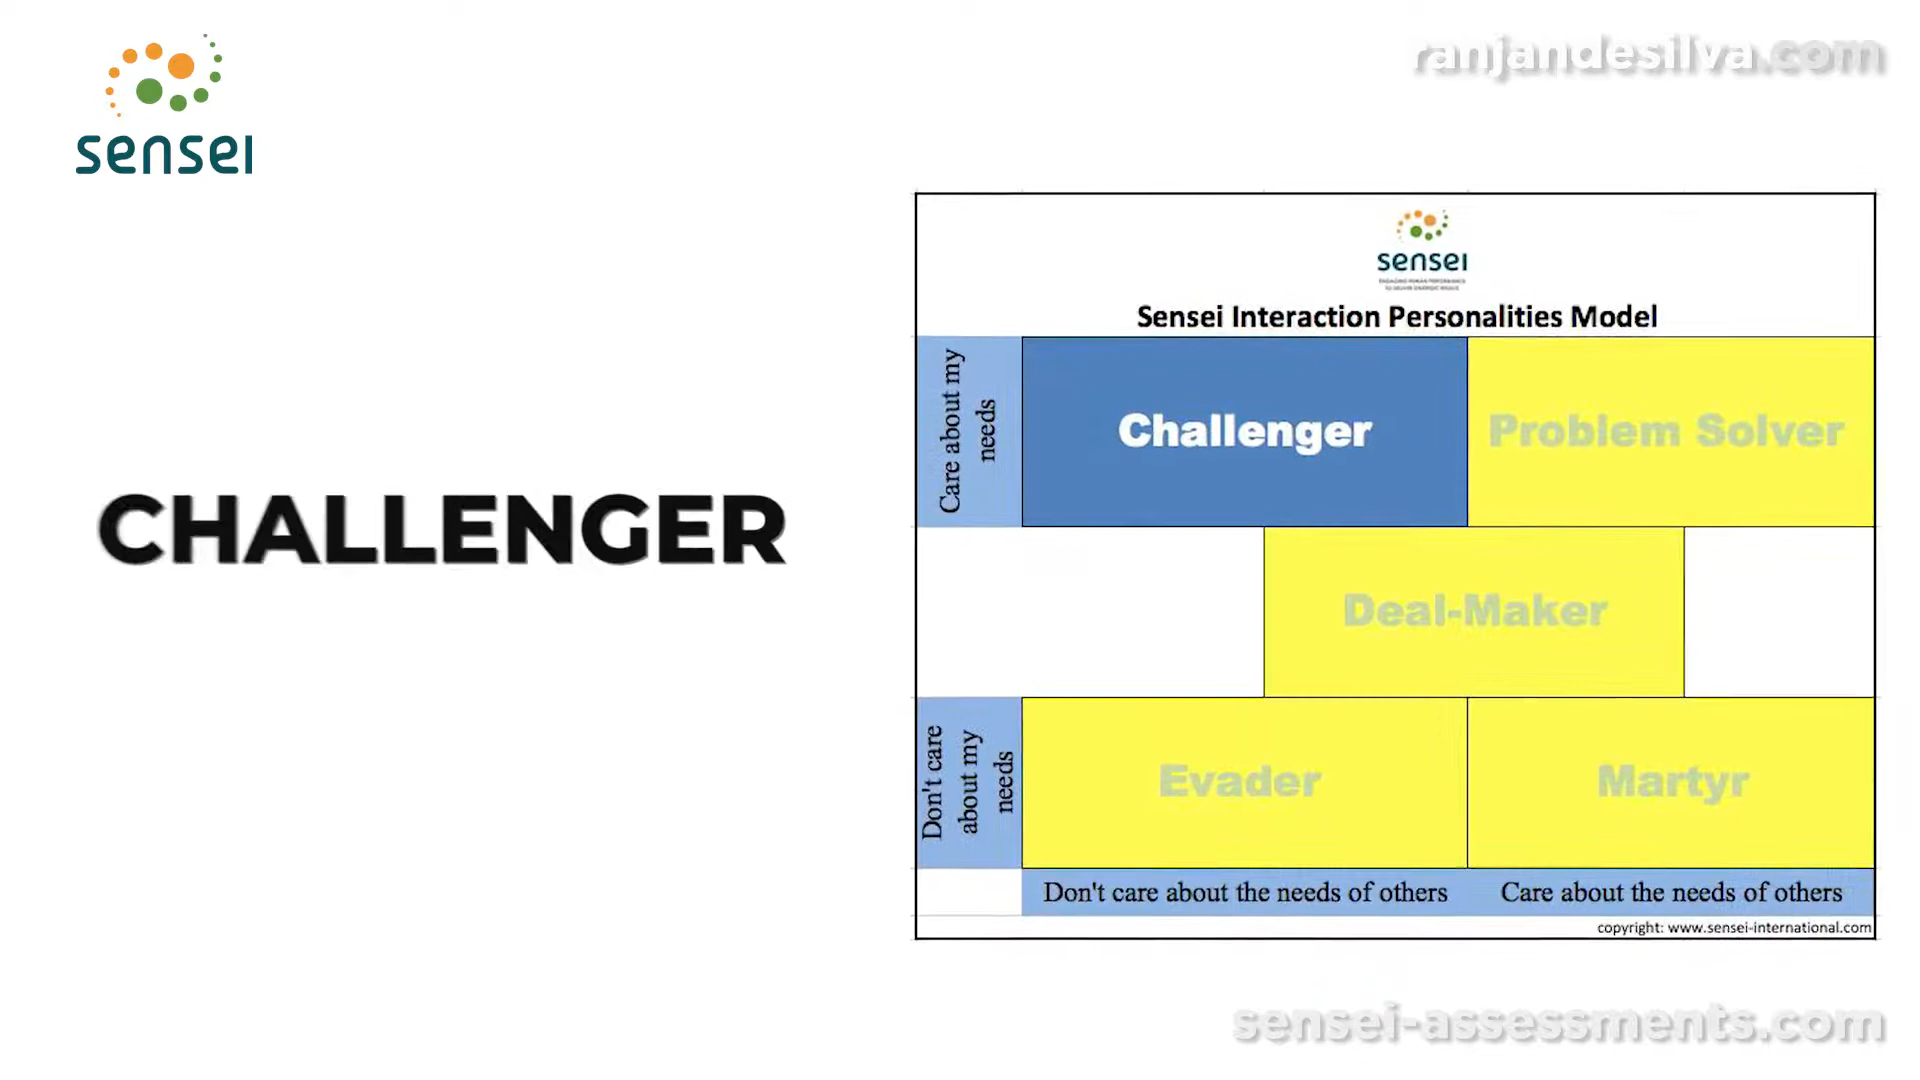 sensei
ranjandesilva.com
CHALLENGER
sensei
Sensei Interaction Personalities Model
Care about my
needs
Challenger
Problem Solver
Deal-Maker
Don't care
about my
needs
Evader
Martyr
Don't care about the needs of others
Care about the needs of others
copyright: www.sensei-international.com
sensei-assessments.com